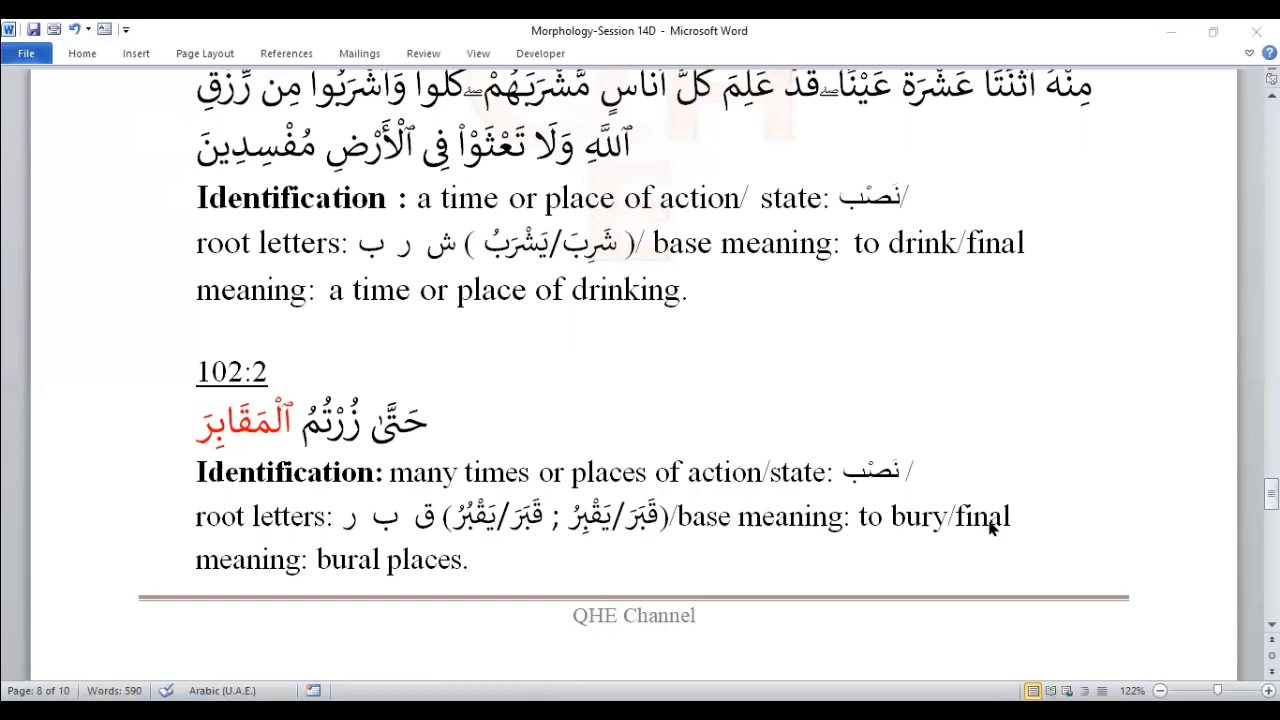 Morphology-Session 14D - Microsoft Word
File Home Insert Page Layout References Mailings Review View Developer
مِنْهُ ٱثْنَتَا عَشْرَةَ عَيْنًا ۖ قَدْ عَلِمَ كُلُّ أُنَاسٍ مَّشْرَبَهُمْ ۖ كُلُوا۟ وَٱشْرَبُوا۟ مِن رِّزْقِ
ٱللَّهِ وَلَا تَعْثَوْا۟ فِى ٱلْأَرْضِ مُفْسِدِينَ
Identification : a time or place of action/ state: نَصْب/
root letters: ش ر ب ( شَرِبَ/يَشْرَبُ )/ base meaning: to drink/final
meaning: a time or place of drinking.
102:2
حَتَّىٰ زُرْتُمُ ٱلْمَقَابِرَ
Identification: many times or places of action/state: نَصْب /
root letters: ق ب ر (قَبَرَ/يَقْبِرُ ; قَبَرَ/يَقْبُرُ)/base meaning: to bury/final
meaning: bural places.
QHE Channel
Page: 8 of 10 Words: 590 Arabic (U.A.E.) 122%